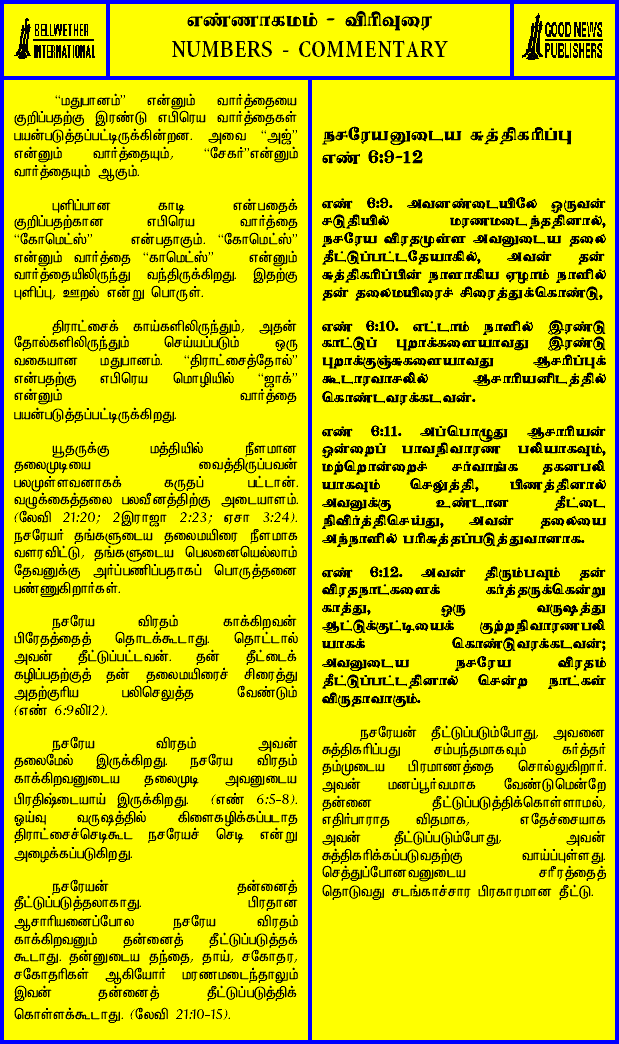 எண்ணாகமம் - விரிவுரை
BELLWETHER
INTERNATIONAL
NUMBERS - COMMENTARY
GOOD NEWS
PUBLISHERS
“மதுபானம்” என்னும் வார்த்தையை
குறிப்பதற்கு இரண்டு எபிரெய வார்த்தைகள்
பயன்படுத்தப்பட்டிருக்கின்றன. அவை “அஜ்”
என்னும் வார்த்தையும், “சேகர்”என்னும்
வார்த்தையும் ஆகும்.
புளிப்பான காடி என்பதைக்
குறிப்பதற்கான எபிரெய வார்த்தை
“கோமெட்ஸ்” என்பதாகும். “கோமெட்ஸ்”
என்னும் வார்த்தை “காமெட்ஸ்” என்னும்
வார்த்தையிலிருந்து வந்திருக்கிறது. இதற்கு
புளிப்பு, ஊறல் என்று பொருள்.
திராட்சைக் காய்களிலிருந்தும், அதன்
தோல்களிலிருந்தும் செய்யப்படும் ஒரு
வகையான மதுபானம். “திராட்சைத்தோல்”
என்பதற்கு எபிரெய மொழியில் “ஜாக்”
என்னும் வார்த்தை
பயன்படுத்தப்பட்டிருக்கிறது.
யூதருக்கு மத்தியில் நீளமான
தலைமுடியை வைத்திருப்பவன்
பலமுள்ளவனாகக் கருதப் பட்டான்.
வழுக்கைத்தலை பலவீனத்திற்கு அடையாளம்.
(லேவி 21:20; 2இராஜா 2:23; ஏசா 3:24).
நசரேயர் தங்களுடைய தலைமயிரை நீளமாக
வளரவிட்டு, தங்களுடைய பெலனையெல்லாம்
தேவனுக்கு அர்ப்பணிப்பதாகப் பொருத்தனை
பண்ணுகிறார்கள்.
நசரேய விரதம் காக்கிறவன்
பிரேதத்தைத் தொடக்கூடாது. தொட்டால்
அவன் தீட்டுப்பட்டவன். தன் தீட்டைக்
கழிப்பதற்குத் தன் தலைமயிரைச் சிரைத்து
அதற்குரிய பலிசெலுத்த வேண்டும்
(எண் 6:9லி12).
நசரேய விரதம் அவன்
தலைமேல் இருக்கிறது. நசரேய விரதம்
காக்கிறவனுடைய தலைமுடி அவனுடைய
பிரதிஷ்டையாய் இருக்கிறது. (எண் 6:5-8).
ஓய்வு வருஷத்தில் கிளைகழிக்கப்படாத
திராட்சைச்செடிகூட நசரேயச் செடி என்று
அழைக்கப்படுகிறது.
நசரேயன் தன்னைத்
தீட்டுப்படுத்தலாகாது. பிரதான
ஆசாரியனைப்போல நசரேய விரதம்
காக்கிறவனும் தன்னைத் தீட்டுப்படுத்தக்
கூடாது. தன்னுடைய தந்தை, தாய், சகோதர,
சகோதரிகள் ஆகியோர் மரணமடைந்தாலும்
இவன் தன்னைத் தீட்டுப்படுத்திக்
கொள்ளக்கூடாது. (லேவி 21:10-15).
நசரேயனுடைய சுத்திகரிப்பு
எண் 6:9-12
எண் 6:9. அவனண்டையிலே ஒருவன்
சடுதியில் மரணமடைந்ததினால்,
நசரேய விரதமுள்ள அவனுடைய தலை
தீட்டுப்பட்டதேயாகில், அவன் தன்
சுத்திகரிப்பின் நாளாகிய ஏழாம் நாளில்
தன் தலைமயிரைச் சிரைத்துக்கொண்டு,
எண் 6:10. எட்டாம் நாளில் இரண்டு
காட்டுப் புறாக்களையாவது இரண்டு
புறாக்குஞ்சுகளையாவது ஆசரிப்புக்
கூடாரவாசலில் ஆசாரியனிடத்தில்
கொண்டவரக்கடவன்.
எண் 6:11. அப்பொழுது ஆசாரியன்
ஒன்றைப் பாவநிவாரண பலியாகவும்,
மற்றொன்றைச் சர்வாங்க தகனபலி
யாகவும் செலுத்தி, பிணத்தினால்
அவனுக்கு உண்டான தீட்டை
நிவிர்த்திசெய்து, அவன் தலையை
அந்நாளில் பரிசுத்தப்படுத்துவானாக.
எண் 6:12. அவன் திரும்பவும் தன்
விரதநாட்களைக் கர்த்தருக்கென்று
காத்து, ஒரு வருஷத்து
ஆட்டுக்குட்டியைக் குற்றநிவாரணபலி
யாகக் கொண்டுவரக்கடவன்;
அவனுடைய நசரேய விரதம்
தீட்டுப்பட்டதினால் சென்ற நாட்கள்
விருதாவாகும்.
நசரேயன் தீட்டுப்படும்போது, அவனை
சுத்திகரிப்பது சம்பந்தமாகவும் கர்த்தர்
தம்முடைய பிரமாணத்தை சொல்லுகிறார்.
அவன் மனப்பூர்வமாக வேண்டுமென்றே
தன்னை தீட்டுப்படுத்திக்கொள்ளாமல்,
எதிர்பாராத விதமாக, எதேச்சையாக
அவன் தீட்டுப்படும்போது, அவன்
சுத்திகரிக்கப்படுவதற்கு வாய்ப்புள்ளது.
செத்துப்போனவனுடைய சரீரத்தைத்
தொடுவது சடங்காச்சார பிரகாரமான தீட்டு.